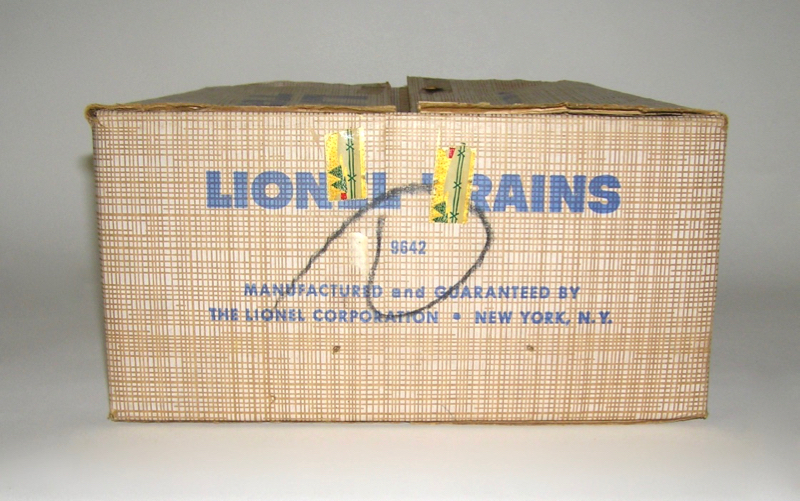 LIONEL TRAINS
9642
MANUFACTURED and GUARANTEED BY
THE LIONEL CORPORATION • NEW YORK, N.Y.